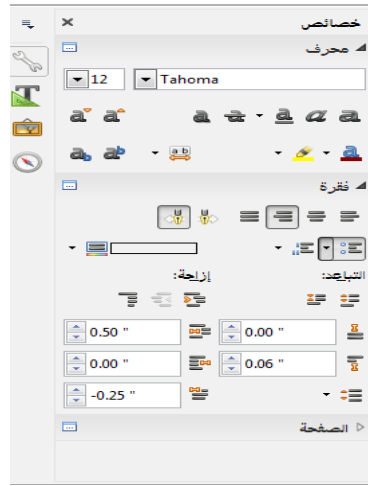 خصائص
محرف
Tahoma 12
فقرة
التباعد: إزاحة:
0.00 " 0.50 "
0.06 " 0.00 "
-0.25 "
الصفحة